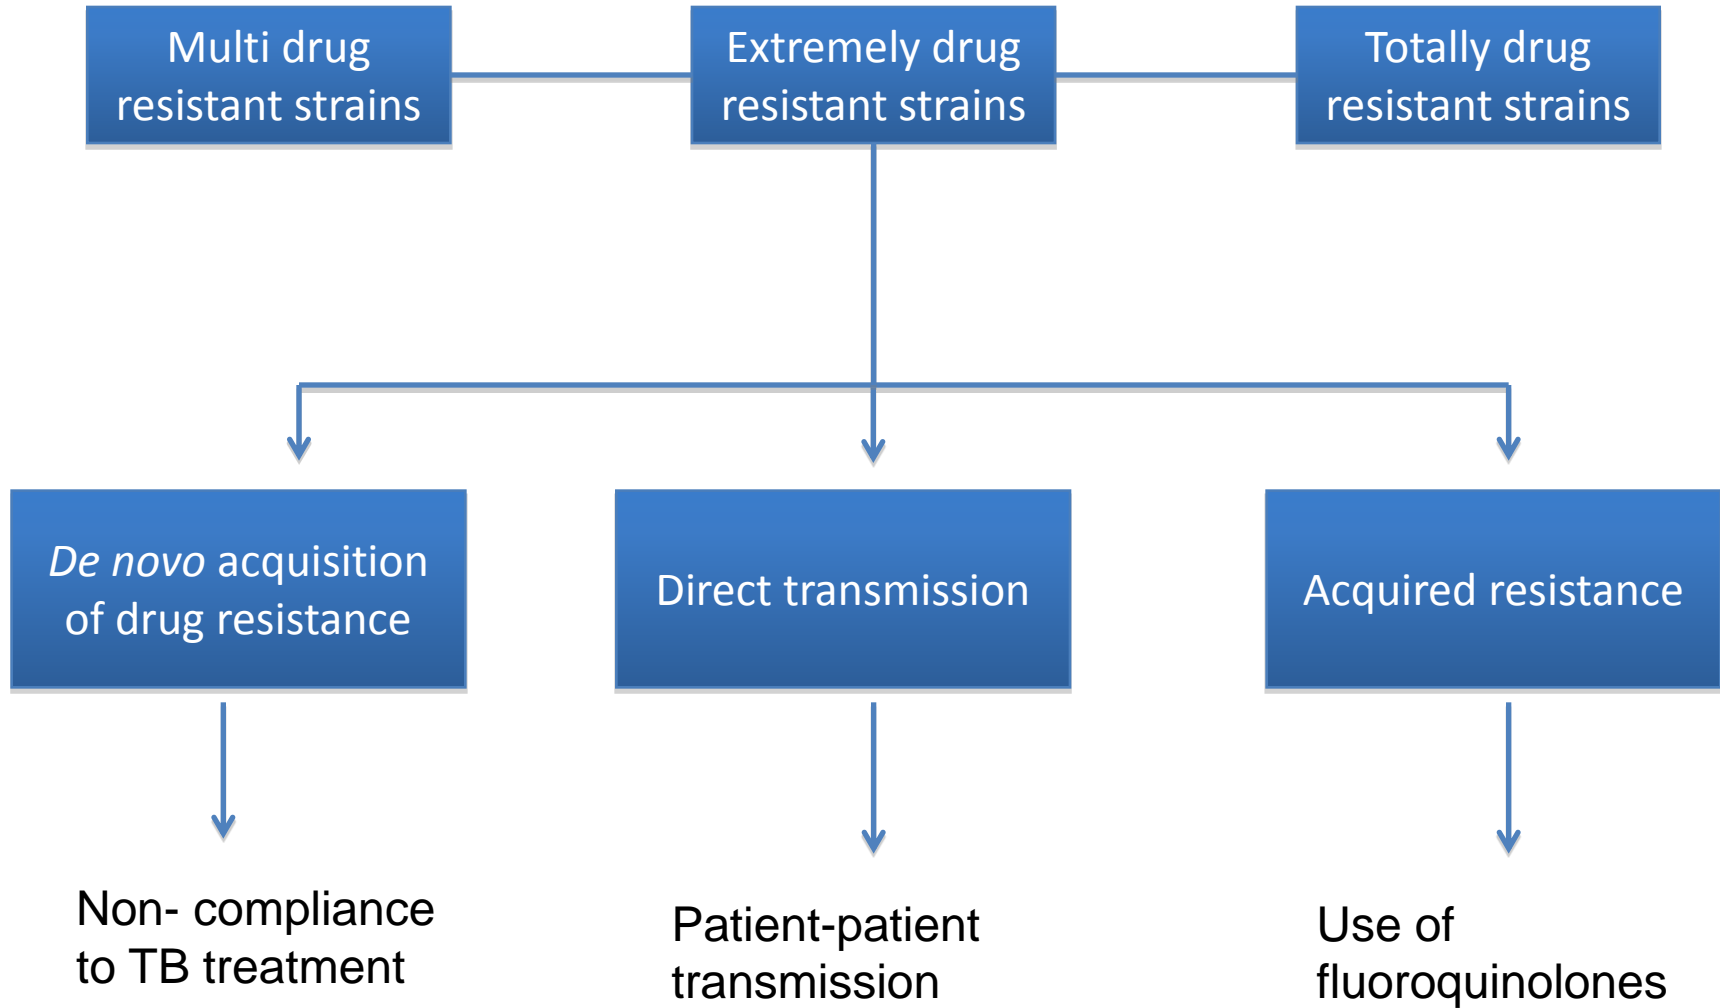 Multi drug
resistant strains
Extremely drug
resistant strains
Totally drug
resistant strains
De novo acquisition
of drug resistance
Direct transmission
Acquired resistance
Non- compliance
to TB treatment
Patient-patient
transmission
Use of
fluoroquinolones